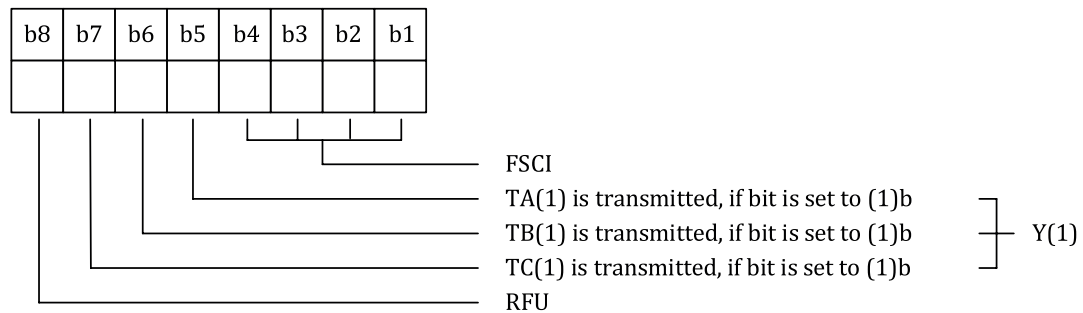 b8 b7 b6 b5 b4 b3 b2 b1
FSCI
TA(1) is transmitted, if bit is set to (1)b
TB(1) is transmitted, if bit is set to (1)b
Y(1)
TC(1) is transmitted, if bit is set to (1)b
RFU